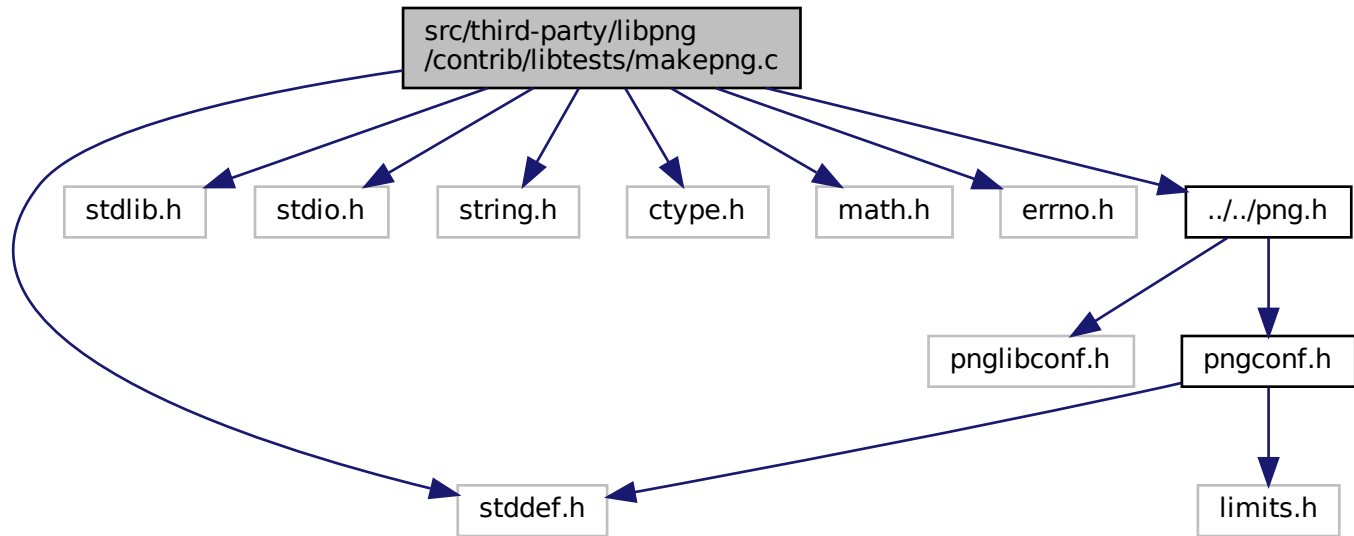 src/third-party/libpng
/contrib/libtests/makepng.c
stdlib.h
stdio.h
string.h
ctype.h
math.h
errno.h
../../png.h
pnglibconf.h
pngconf.h
stddef.h
limits.h